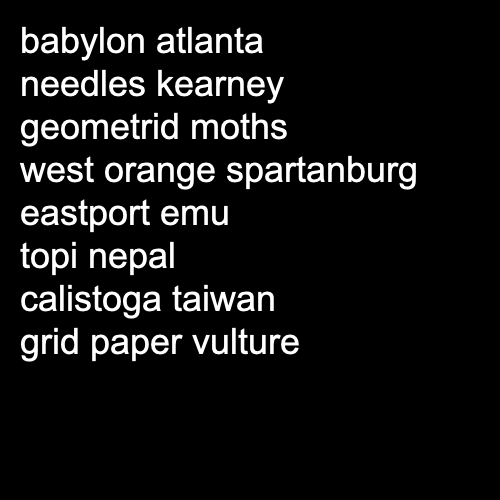 babylon atlanta
needles kearney
geometrid moths
west orange spartanburg
eastport emu
topi nepal
calistoga taiwan
grid paper vulture